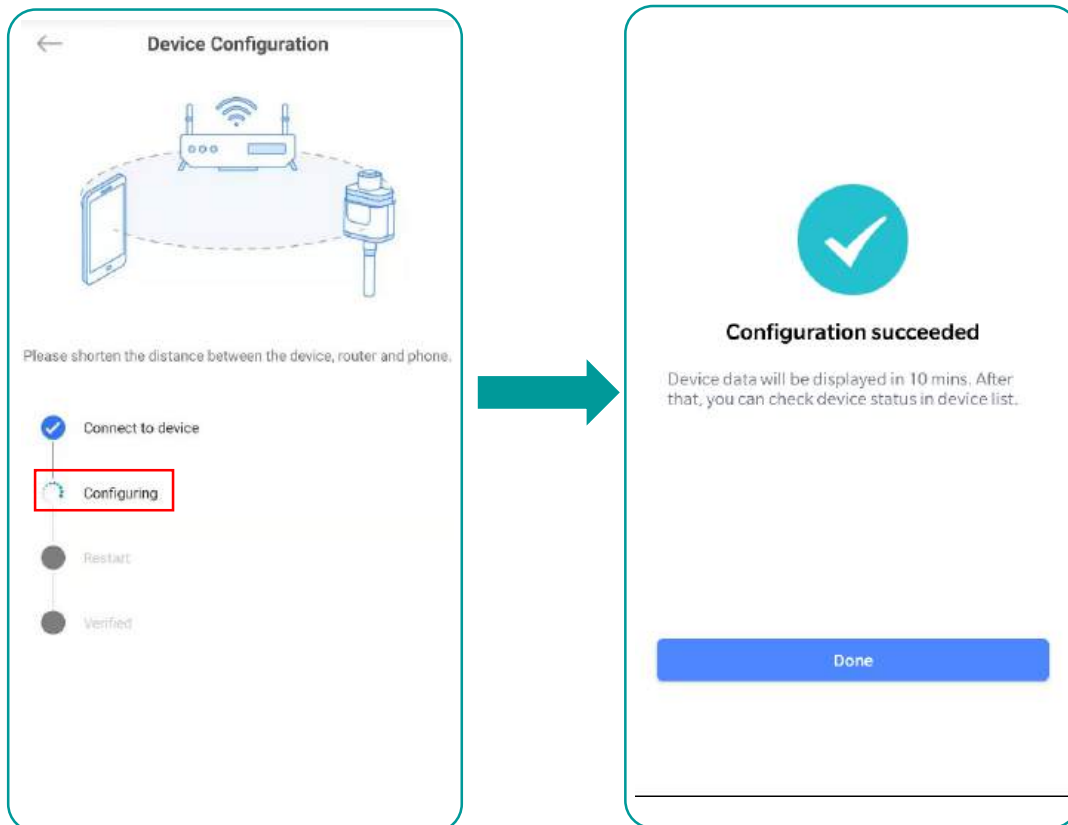 Device Configuration
Please shorten the distance between the device, router and phone.
Connect to device
Configuring
Restart
Verified
Configuration succeeded
Device data will be displayed in 10 mins. After
that, you can check device status in device list.
Done